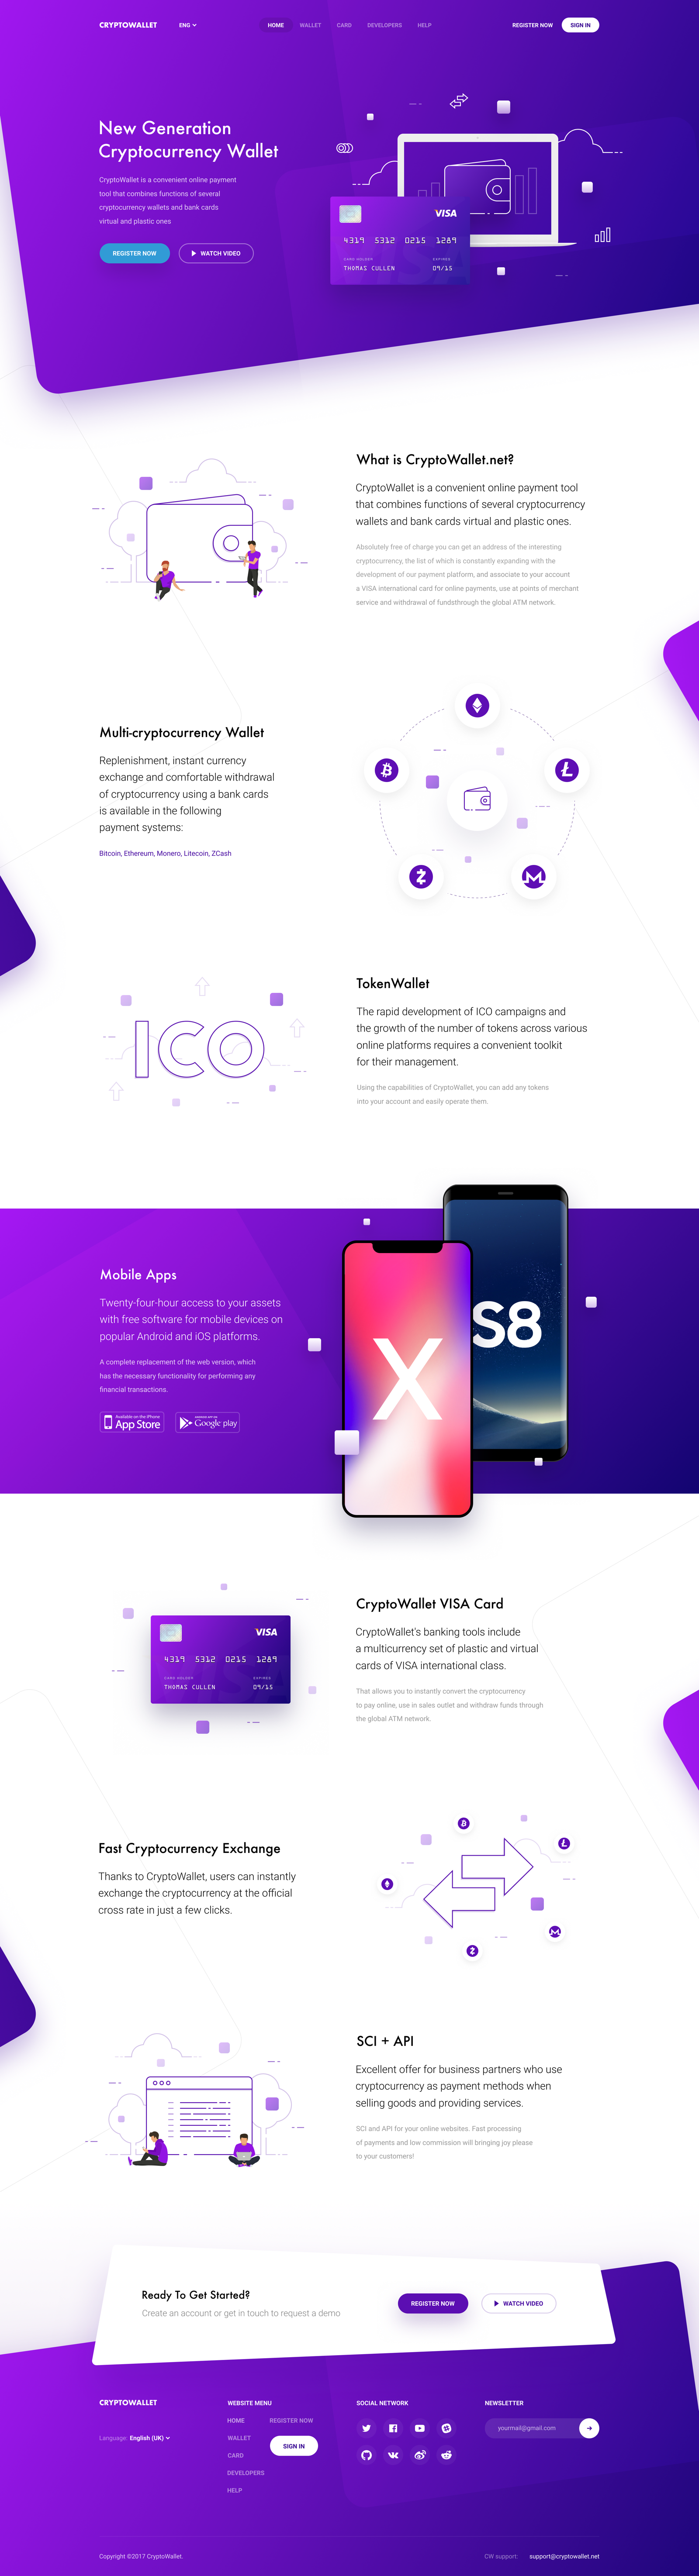 CRYPTOWALLET
ENG
HOME
WALLET
CARD
DEVELOPERS
HELP
REGISTER NOW
SIGN IN
New Generation
Cryptocurrency Wallet
CryptoWallet is a convenient online payment
tool that combines functions of several
cryptocurrency wallets and bank cards
virtual and plastic ones
REGISTER NOW
WATCH VIDEO
VISA
4319 5312 0215 1289
CARD HOLDER
EXPIRES
THOMAS CULLEN
09/15
What is CryptoWallet.net?
CryptoWallet is a convenient online payment tool
that combines functions of several cryptocurrency
wallets and bank cards virtual and plastic ones.
Absolutely free of charge you can get an address of the interesting
cryptocurrency, the list of which is constantly expanding with the
development of our payment platform, and associate to your account
a VISA international card for online payments, use at points of merchant
service and withdrawal of fundsthrough the global ATM network.
Multi-cryptocurrency Wallet
Replenishment, instant currency
exchange and comfortable withdrawal
of cryptocurrency using a bank cards
is available in the following
payment systems:
Bitcoin, Ethereum, Monero, Litecoin, ZCash
ICO
TokenWallet
The rapid development of ICO campaigns and
the growth of the number of tokens across various
online platforms requires a convenient toolkit
for their management.
Using the capabilities of CryptoWallet, you can add any tokens
into your account and easily operate them.
Mobile Apps
Twenty-four-hour access to your assets
with free software for mobile devices on
popular Android and iOS platforms.
A complete replacement of the web version, which
has the necessary functionality for performing any
financial transactions.
Available on the iPhone
App Store
ANDROID APP ON
Google play
X
S8
VISA
4319 5312 0215 1289
CARD HOLDER
EXPIRES
THOMAS CULLEN
09/15
CryptoWallet VISA Card
CryptoWallet's banking tools include
a multicurrency set of plastic and virtual
cards of VISA international class.
That allows you to instantly convert the cryptocurrency
to pay online, use in sales outlet and withdraw funds through
the global ATM network.
Fast Cryptocurrency Exchange
Thanks to CryptoWallet, users can instantly
exchange the cryptocurrency at the official
cross rate in just a few clicks.
SCI + API
Excellent offer for business partners who use
cryptocurrency as payment methods when
selling goods and providing services.
SCI and API for your online websites. Fast processing
of payments and low commission will bringing joy please
to your customers!
Ready To Get Started?
Create an account or get in touch to request a demo
REGISTER NOW
WATCH VIDEO
CRYPTOWALLET
Language: English (UK)
WEBSITE MENU
HOME
WALLET
CARD
DEVELOPERS
HELP
REGISTER NOW
SIGN IN
SOCIAL NETWORK
NEWSLETTER
yourmail@gmail.com
Copyright ©2017 CryptoWallet.
CW support: support@cryptowallet.net